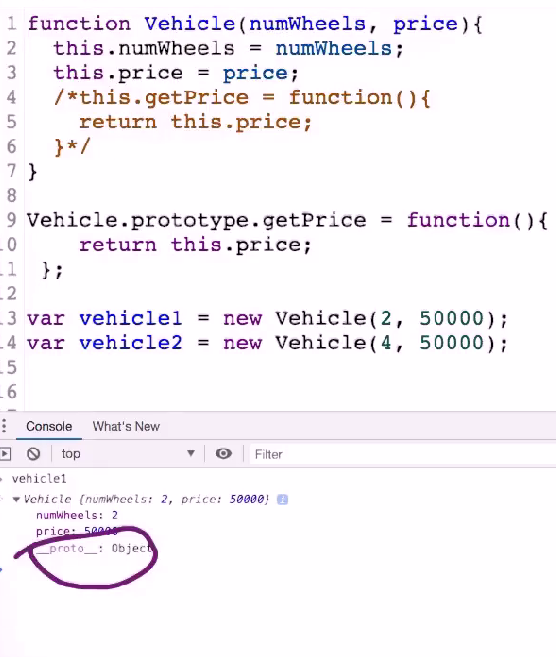 1 function Vehicle(numWheels, price){
2 this.numWheels = numWheels;
3 this.price = price;
4 /*this.getPrice = function(){
5 return this.price;
6 }*/
7 }
8
9 Vehicle.prototype.getPrice = function(){
10 return this.price;
11 };
12
13 var vehicle1 = new Vehicle(2, 50000);
14 var vehicle2 = new Vehicle(4, 50000);
15
16
Console What's New
top Filter
vehicle1
Vehicle {numWheels: 2, price: 50000} i
numWheels: 2
price: 50000
__proto__: Object